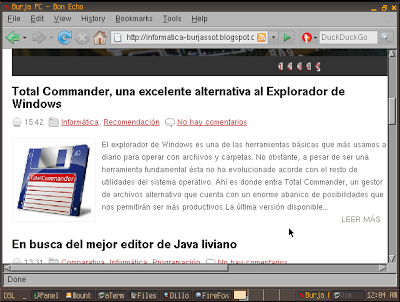 Burja PC - Bon Echo
File Edit View History Bookmarks Tools Help
http://informatica-burjassot.blogspot.c
DuckDuckGo
Total Commander, una excelente alternativa al Explorador de
Windows
15:42 Informática, Recomendación No hay comentarios
El explorador de Windows es una de las herramientas básicas que más usamos a
diario para operar con archivos y carpetas. No obstante, a pesar de ser una
herramienta fundamental ésta no ha evolucionado acorde con el resto de
utilidades del sistema operativo. Ahí es donde entra Total Commander, un gestor
de archivos alternativo que cuenta con un enorme abanico de posibilidades que
nos permitirán ser más productivos La última versión disponible...
TotalCommander
LEER MÁS
En busca del mejor editor de Java liviano
13:31 Comparativa, Informática, Programación No hay comentarios
Done
DSL Panel Mount aTerm Files Dillo FireFox Burja 12:04 AM